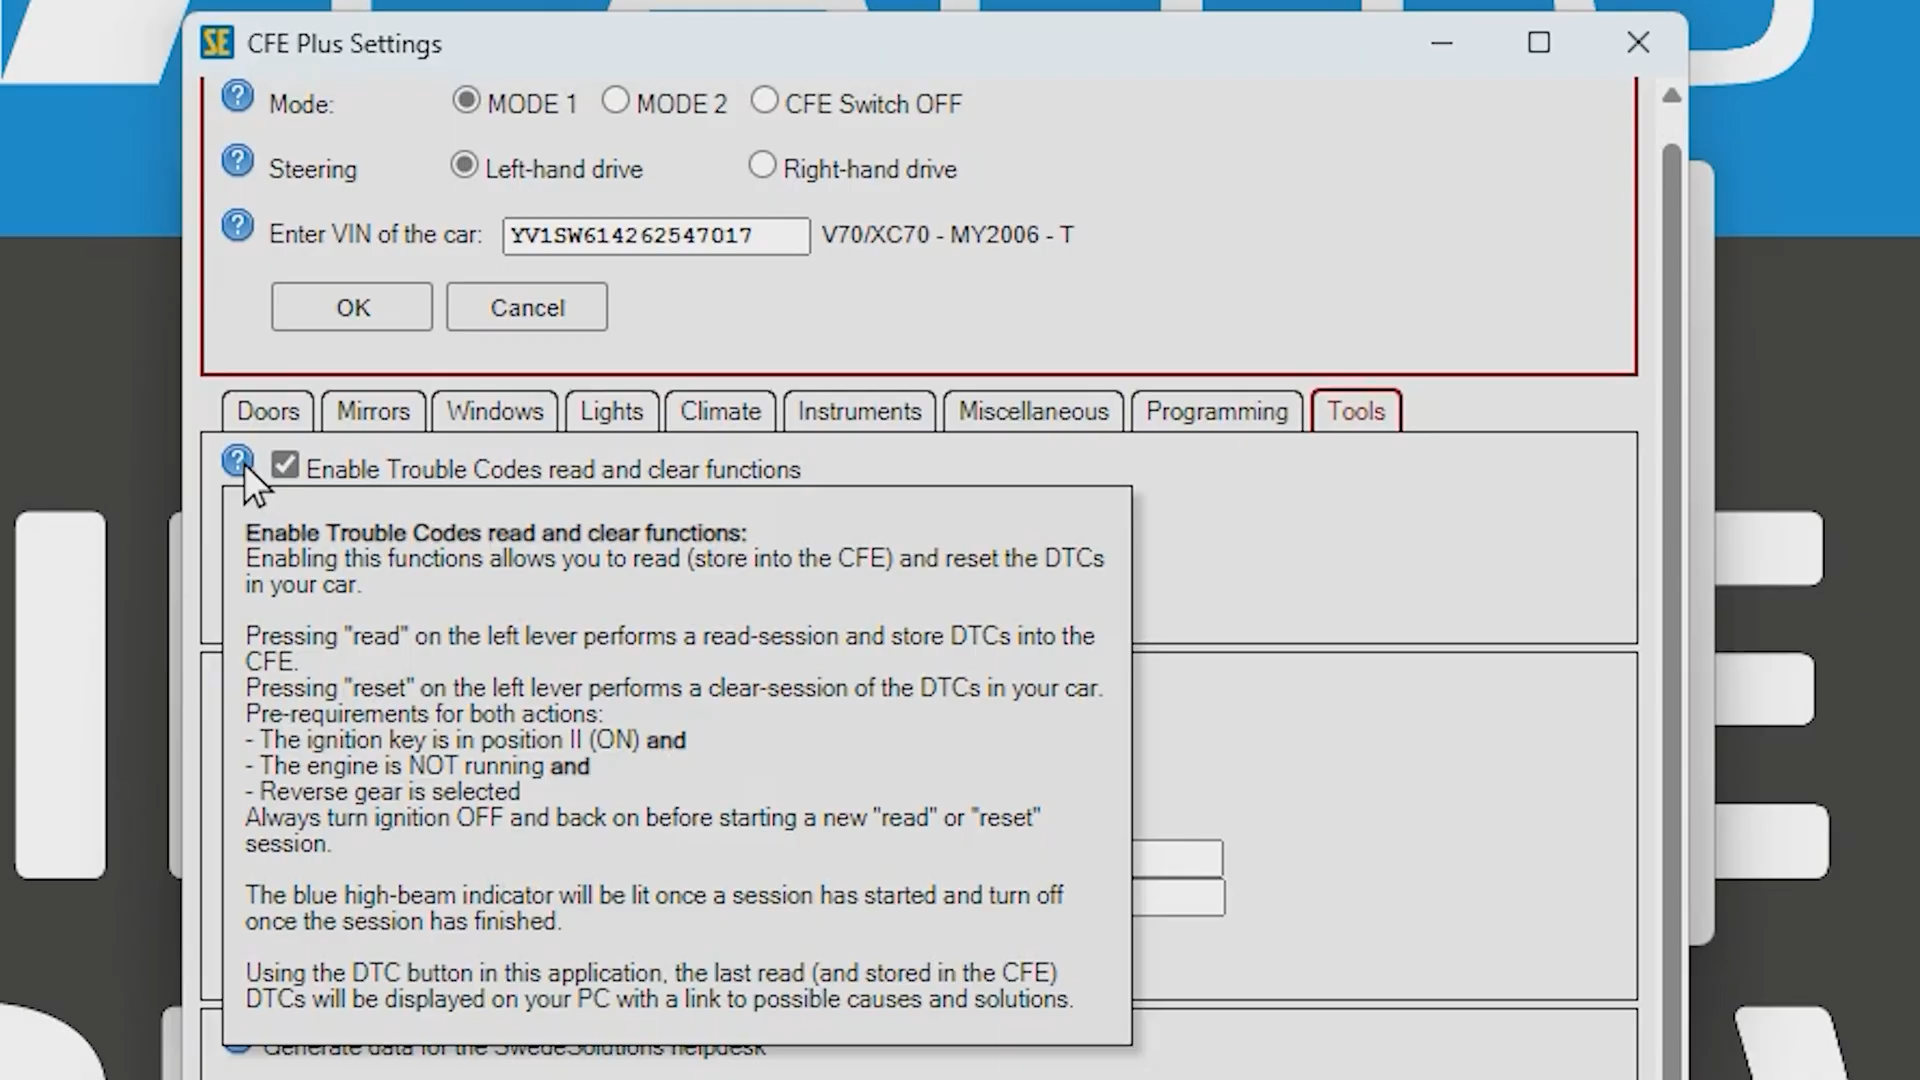 SE CFE Plus Settings
Mode: MODE 1 MODE 2 CFE Switch OFF
Steering Left-hand drive Right-hand drive
Enter VIN of the car: YV1SW614262547017 V70/XC70 - MY2006 - T
OK Cancel
Doors Mirrors Windows Lights Climate Instruments Miscellaneous Programming Tools
Enable Trouble Codes read and clear functions
Enable Trouble Codes read and clear functions:
Enabling this functions allows you to read (store into the CFE) and reset the DTCs
in your car.
Pressing "read" on the left lever performs a read-session and store DTCs into the
CFE.
Pressing "reset" on the left lever performs a clear-session of the DTCs in your car.
Pre-requirements for both actions:
- The ignition key is in position II (ON) and
- The engine is NOT running and
- Reverse gear is selected
Always turn ignition OFF and back on before starting a new "read" or "reset"
session.
The blue high-beam indicator will be lit once a session has started and turn off
once the session has finished.
Using the DTC button in this application, the last read (and stored in the CFE)
DTCs will be displayed on your PC with a link to possible causes and solutions.
Generate data for the SwedeSolutions helpdesk